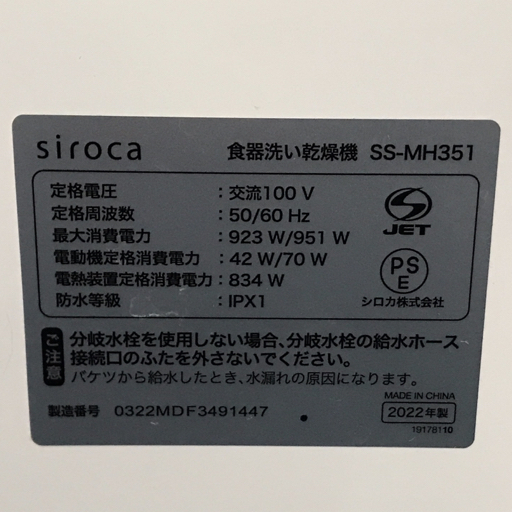 siroca 食器洗い乾燥機 SS-MH351
定格電圧 : 交流100 V
定格周波数 : 50/60 Hz
最大消費電力 : 923 W/951 W
電動機定格消費電力 : 42 W/70 W
電熱装置定格消費電力 : 834 W
防水等級 : IPX1
S
JET
PS
E
シロカ株式会社
ご注意
分岐水栓を使用しない場合、分岐水栓の給水ホース
接続口のふたを外さないでください。
バケツから給水したとき、水漏れの原因になります。
MADE IN CHINA
製造番号 0322MDF3491447
2022年製
19178110